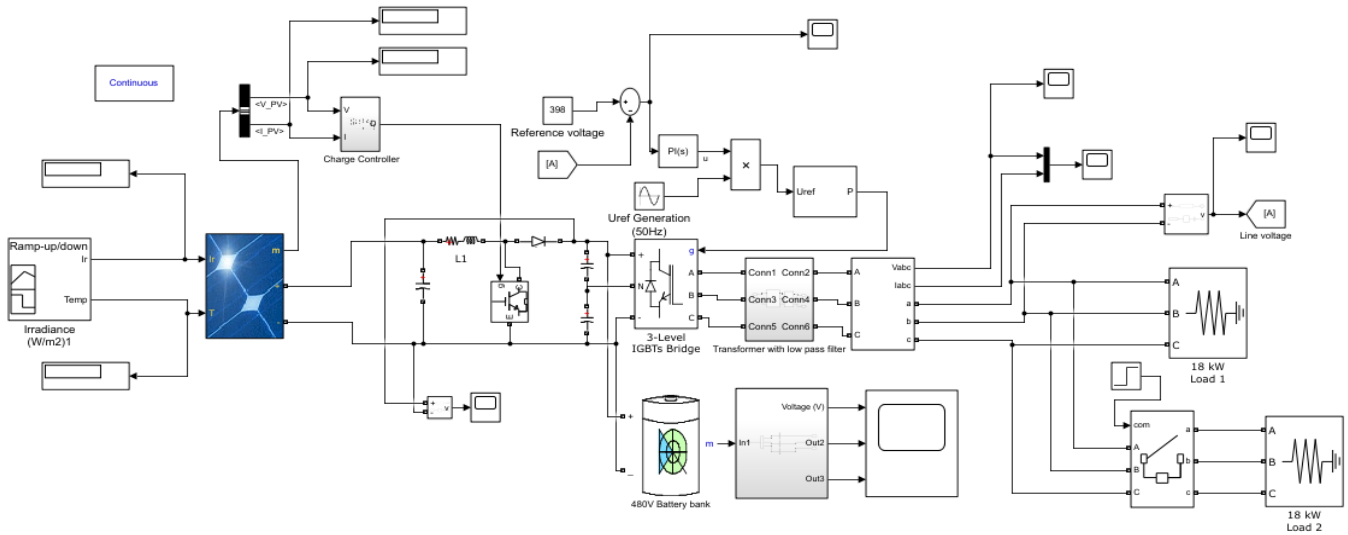 Continuous
<V_PV>
<I_PV>
V
I
Charge Controller
398
Reference voltage
+
-
[A]
PI(s)
u
×
Uref Generation
(50Hz)
Uref
P
Ramp-up/down
Ir
Temp
Irradiance
(W/m2)1
Ir
T
m
+
-
L1
g
C
E
+
N
-
g
A
B
C
3-Level
IGBTs Bridge
Conn1
Conn2
Conn3
Conn4
Conn5
Conn6
Transformer with low pass filter
A
B
C
Vabc
Iabc
a
b
c
+
-
v
[A]
Line voltage
A
B
C
18 kW
Load 1
+
-
v
+
_
m
480V Battery bank
In1
Voltage (V)
Out2
Out3
com
A
B
C
a
b
c
A
B
C
18 kW
Load 2